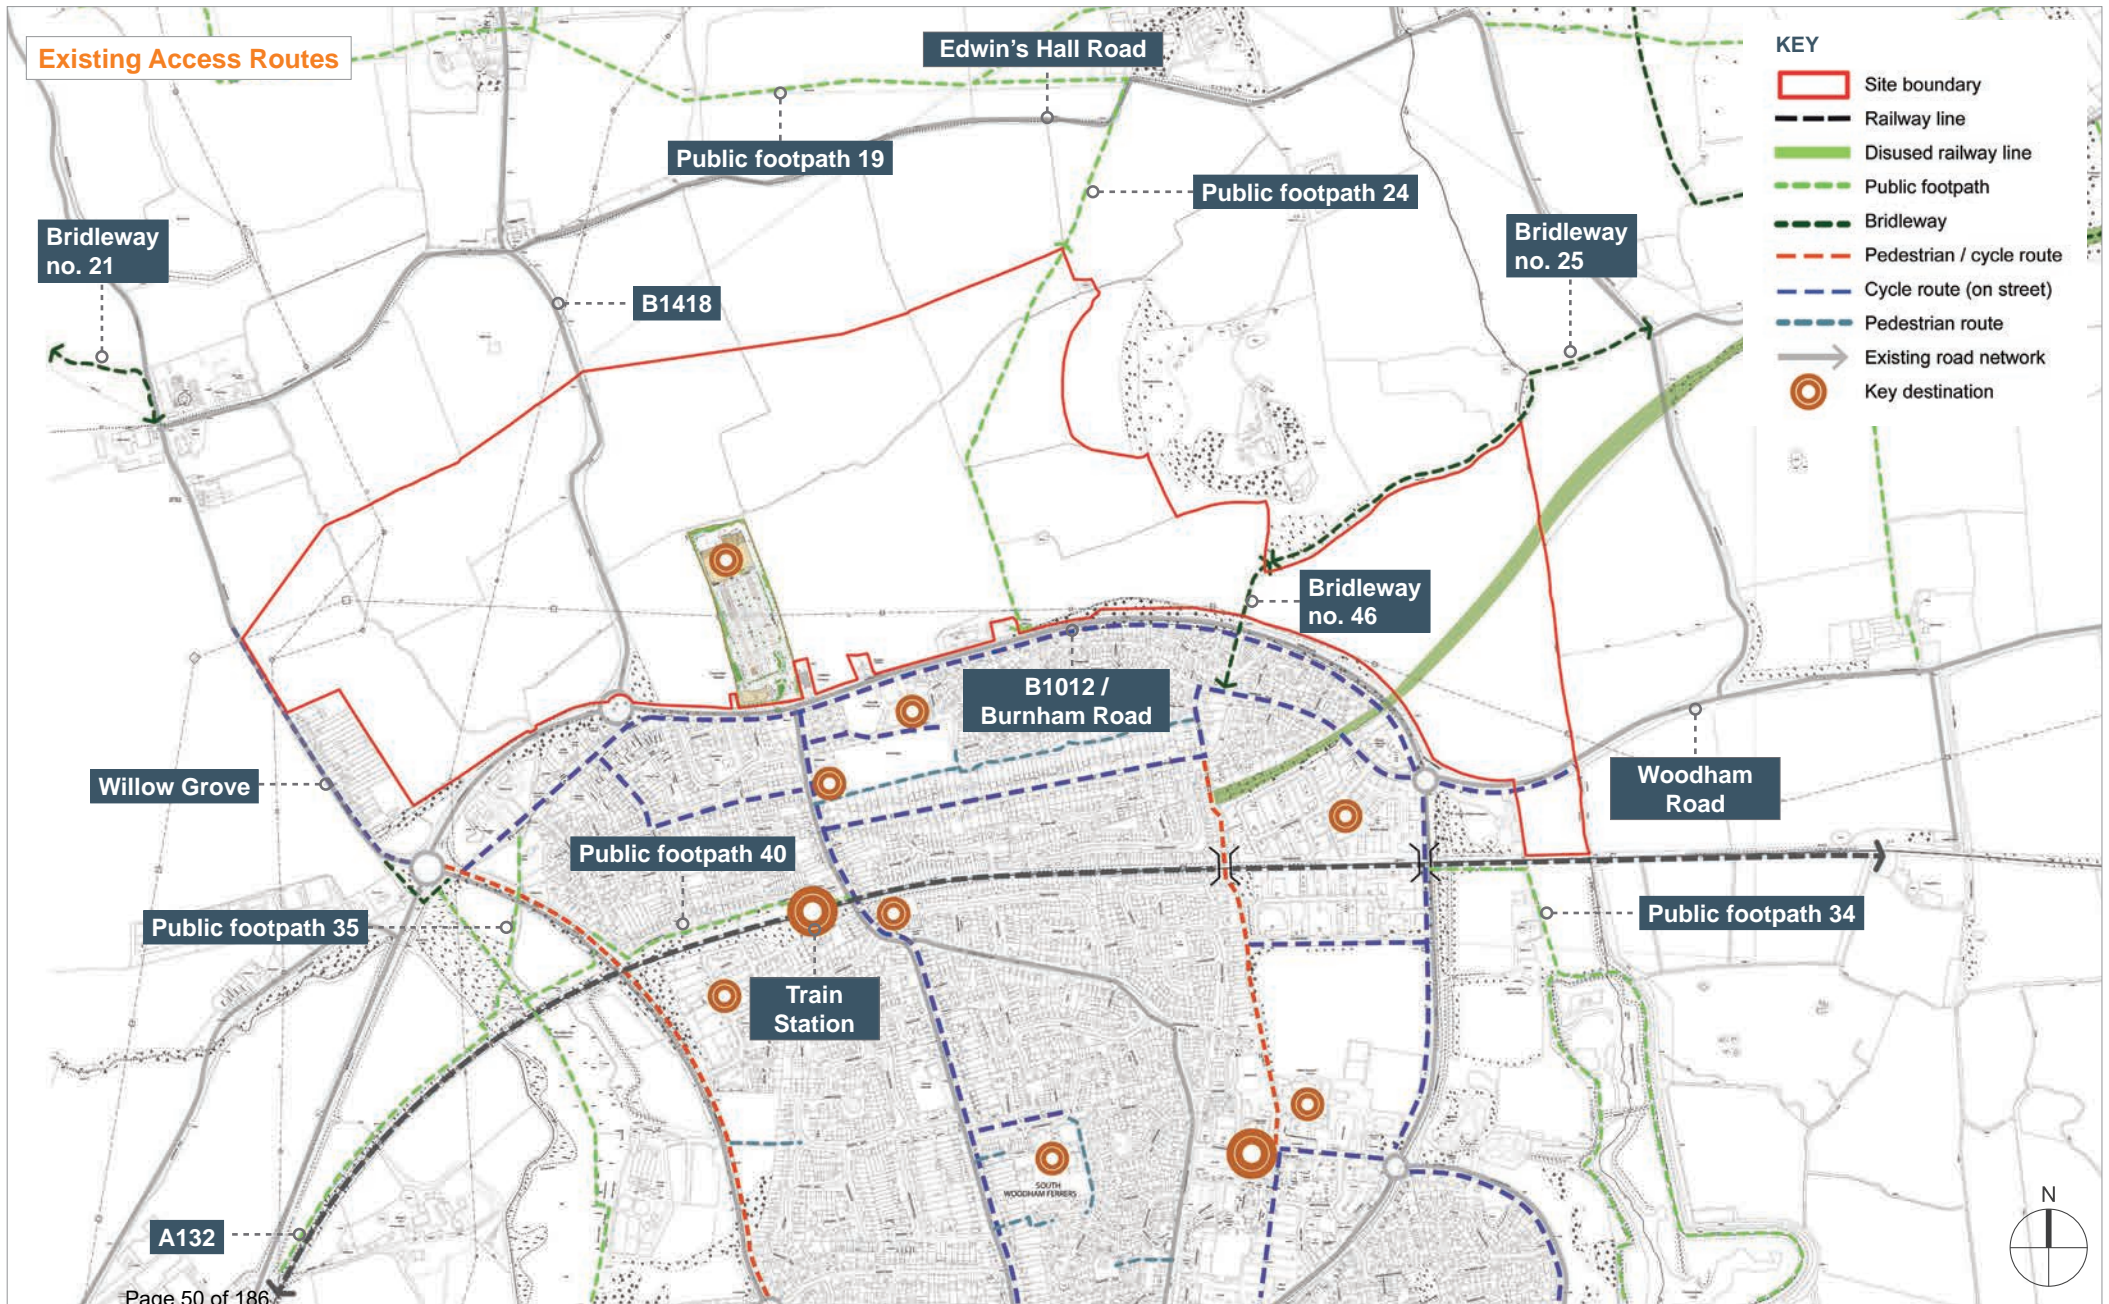 Existing Access Routes
Edwin's Hall Road
KEY
Site boundary
Railway line
Disused railway line
Public footpath
Bridleway
Pedestrian / cycle route
Cycle route (on street)
Pedestrian route
Existing road network
Key destination
Public footpath 19
Public footpath 24
Bridleway
no. 21
Bridleway
no. 25
B1418
Bridleway
no. 46
B1012 /
Burnham Road
Willow Grove
Woodham
Road
Public footpath 40
Public footpath 35
Public footpath 34
Train
Station
SOUTH
WOODHAM FERRERS
A132
N
Page 50 of 186